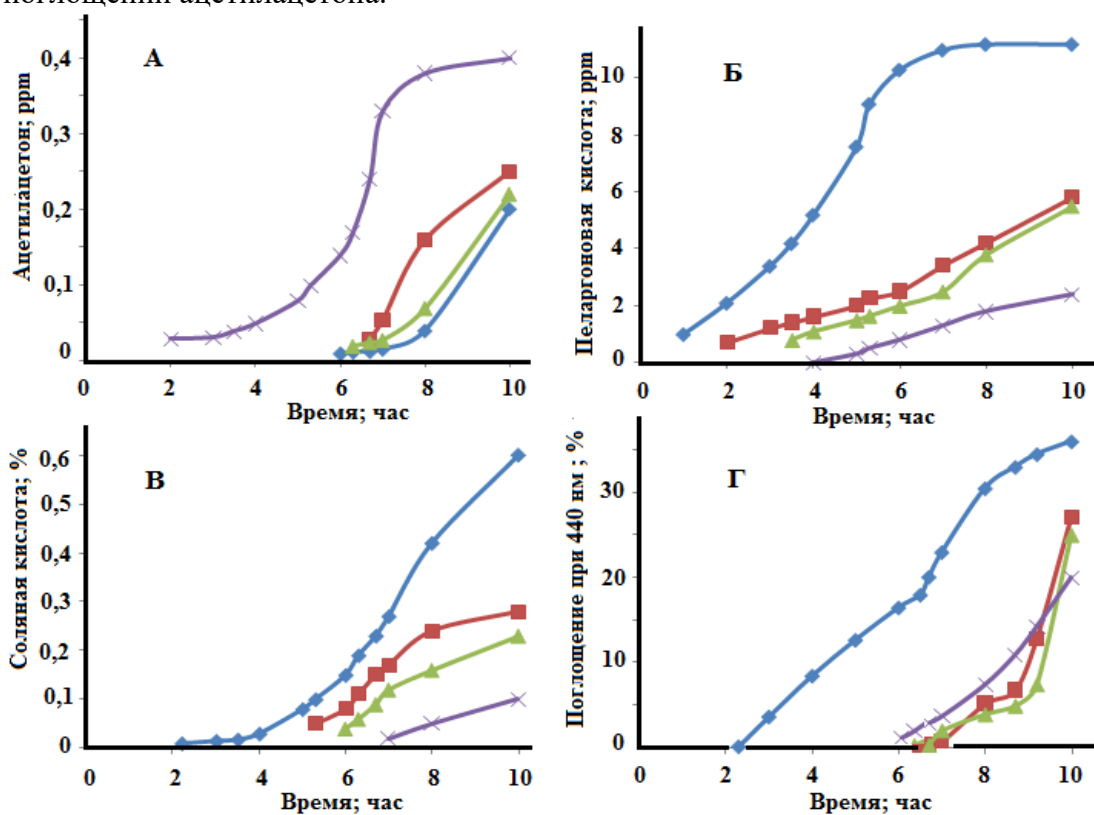 поглощении ацетилацетона.
А
Ацетилацетон; ppm
0,4
0,3
0,2
0,1
0
0 2 4 6 8 10
Время; час
Б
Пеларгоновая кислота; ppm
10
8
6
4
2
0
0 2 4 6 8 10
Время; час
В
Соляная кислота; %
0,6
0,5
0,4
0,3
0,2
0,1
0
0 2 4 6 8 10
Время; час
Г
Поглощение при 440 нм ; %
30
20
10
0
0 2 4 6 8 10
Время; час